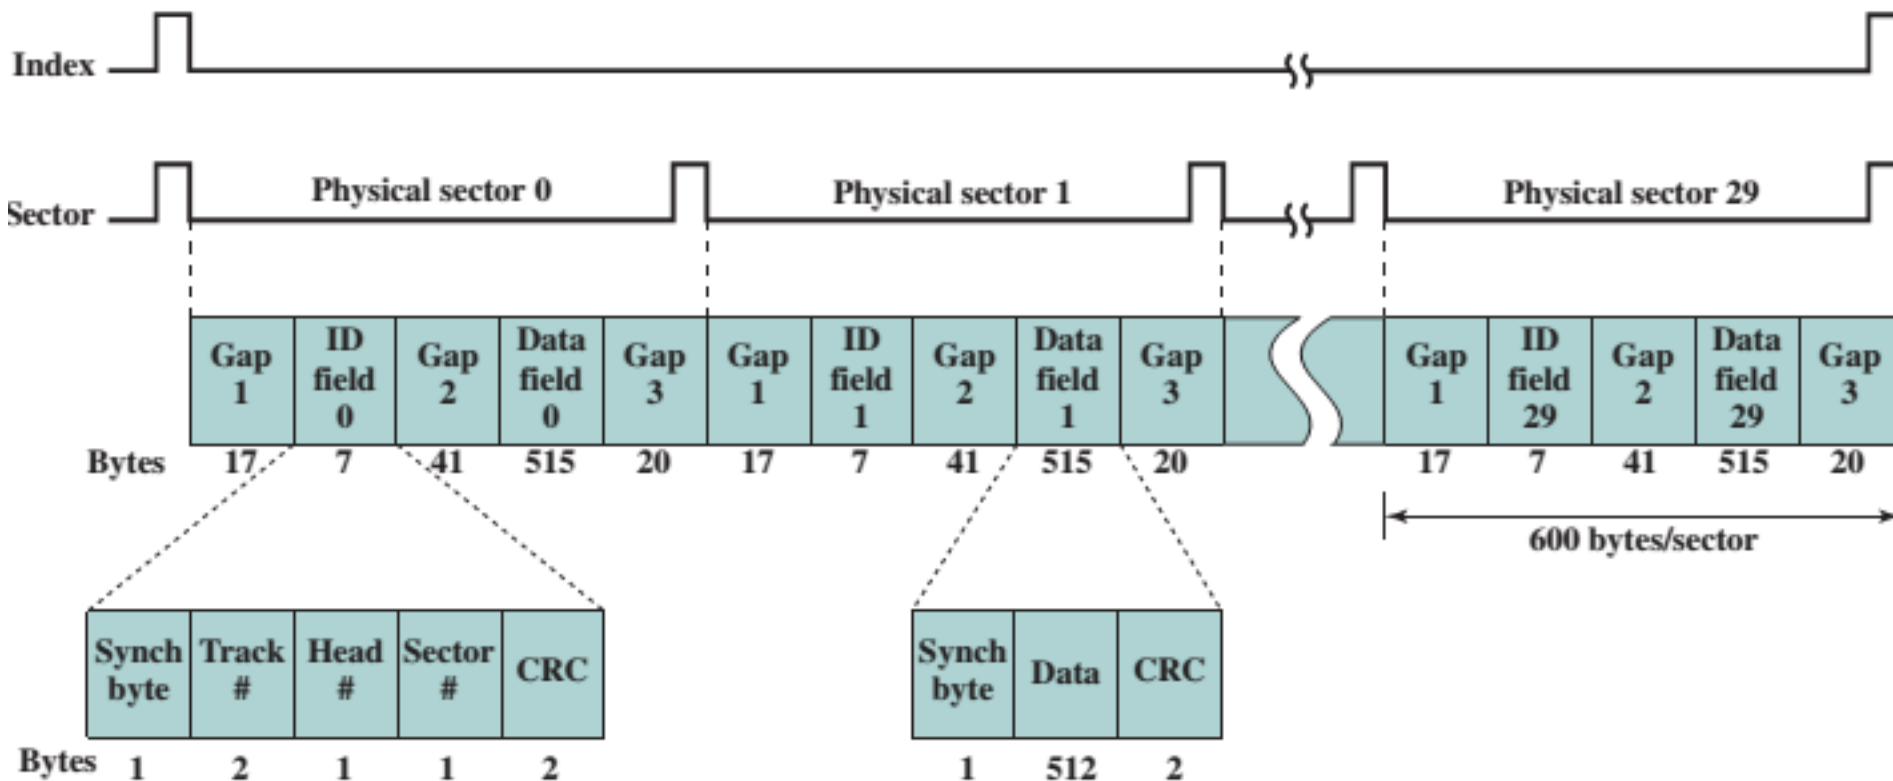 Index
Sector
Physical sector 0
Physical sector 1
Physical sector 29
Gap 1
ID field 0
Gap 2
Data field 0
Gap 3
Gap 1
ID field 1
Gap 2
Data field 1
Gap 3
Gap 1
ID field 29
Gap 2
Data field 29
Gap 3
Bytes 17 7 41 515 20 17 7 41 515 20 17 7 41 515 20
600 bytes/sector
Synch byte
Track #
Head #
Sector #
CRC
Synch byte
Data
CRC
Bytes 1 2 1 1 2 1 512 2